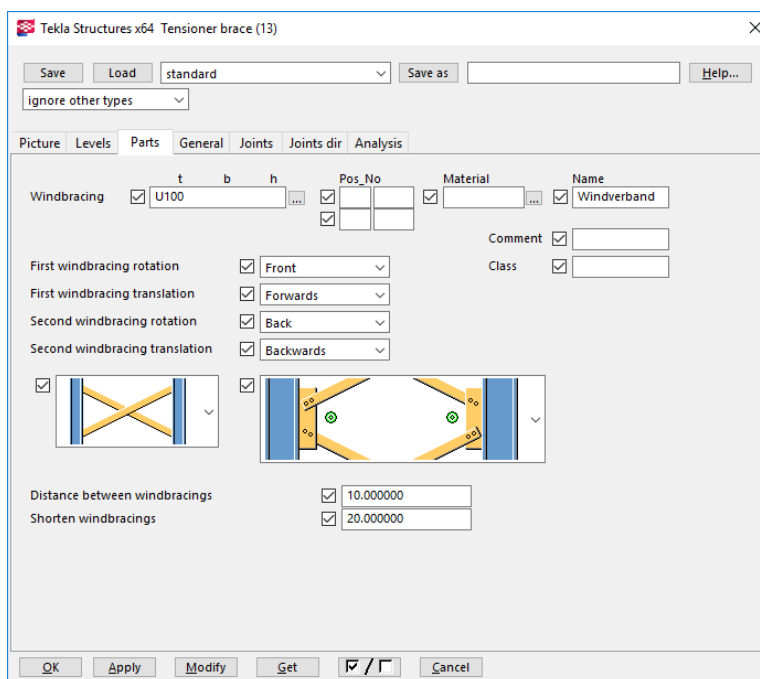 Tekla Structures x64 Tensioner brace (13)
Save Load standard Save as Help...
ignore other types
Picture Levels Parts General Joints Joints dir Analysis
t b h Pos_No Material Name
Windbracing U100 ... ... Windverband
Comment
First windbracing rotation Front Class
First windbracing translation Forwards
Second windbracing rotation Back
Second windbracing translation Backwards
Distance between windbracings 10.000000
Shorten windbracings 20.000000
OK Apply Modify Get / Cancel